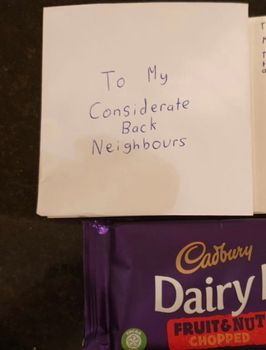 To My
Considerate
Back
Neighbours
Cadbury
Dairy
FRUIT & NUT
CHOPPED